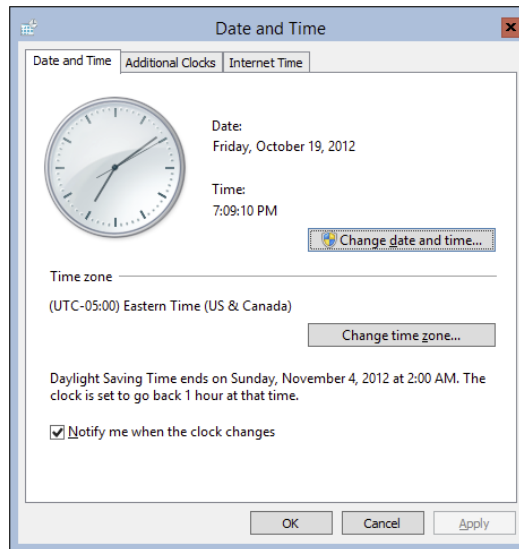 Date and Time
Date and Time
Additional Clocks
Internet Time
Date:
Friday, October 19, 2012
Time:
7:09:10 PM
Change date and time...
Time zone
(UTC-05:00) Eastern Time (US & Canada)
Change time zone...
Daylight Saving Time ends on Sunday, November 4, 2012 at 2:00 AM. The
clock is set to go back 1 hour at that time.
Notify me when the clock changes
OK
Cancel
Apply